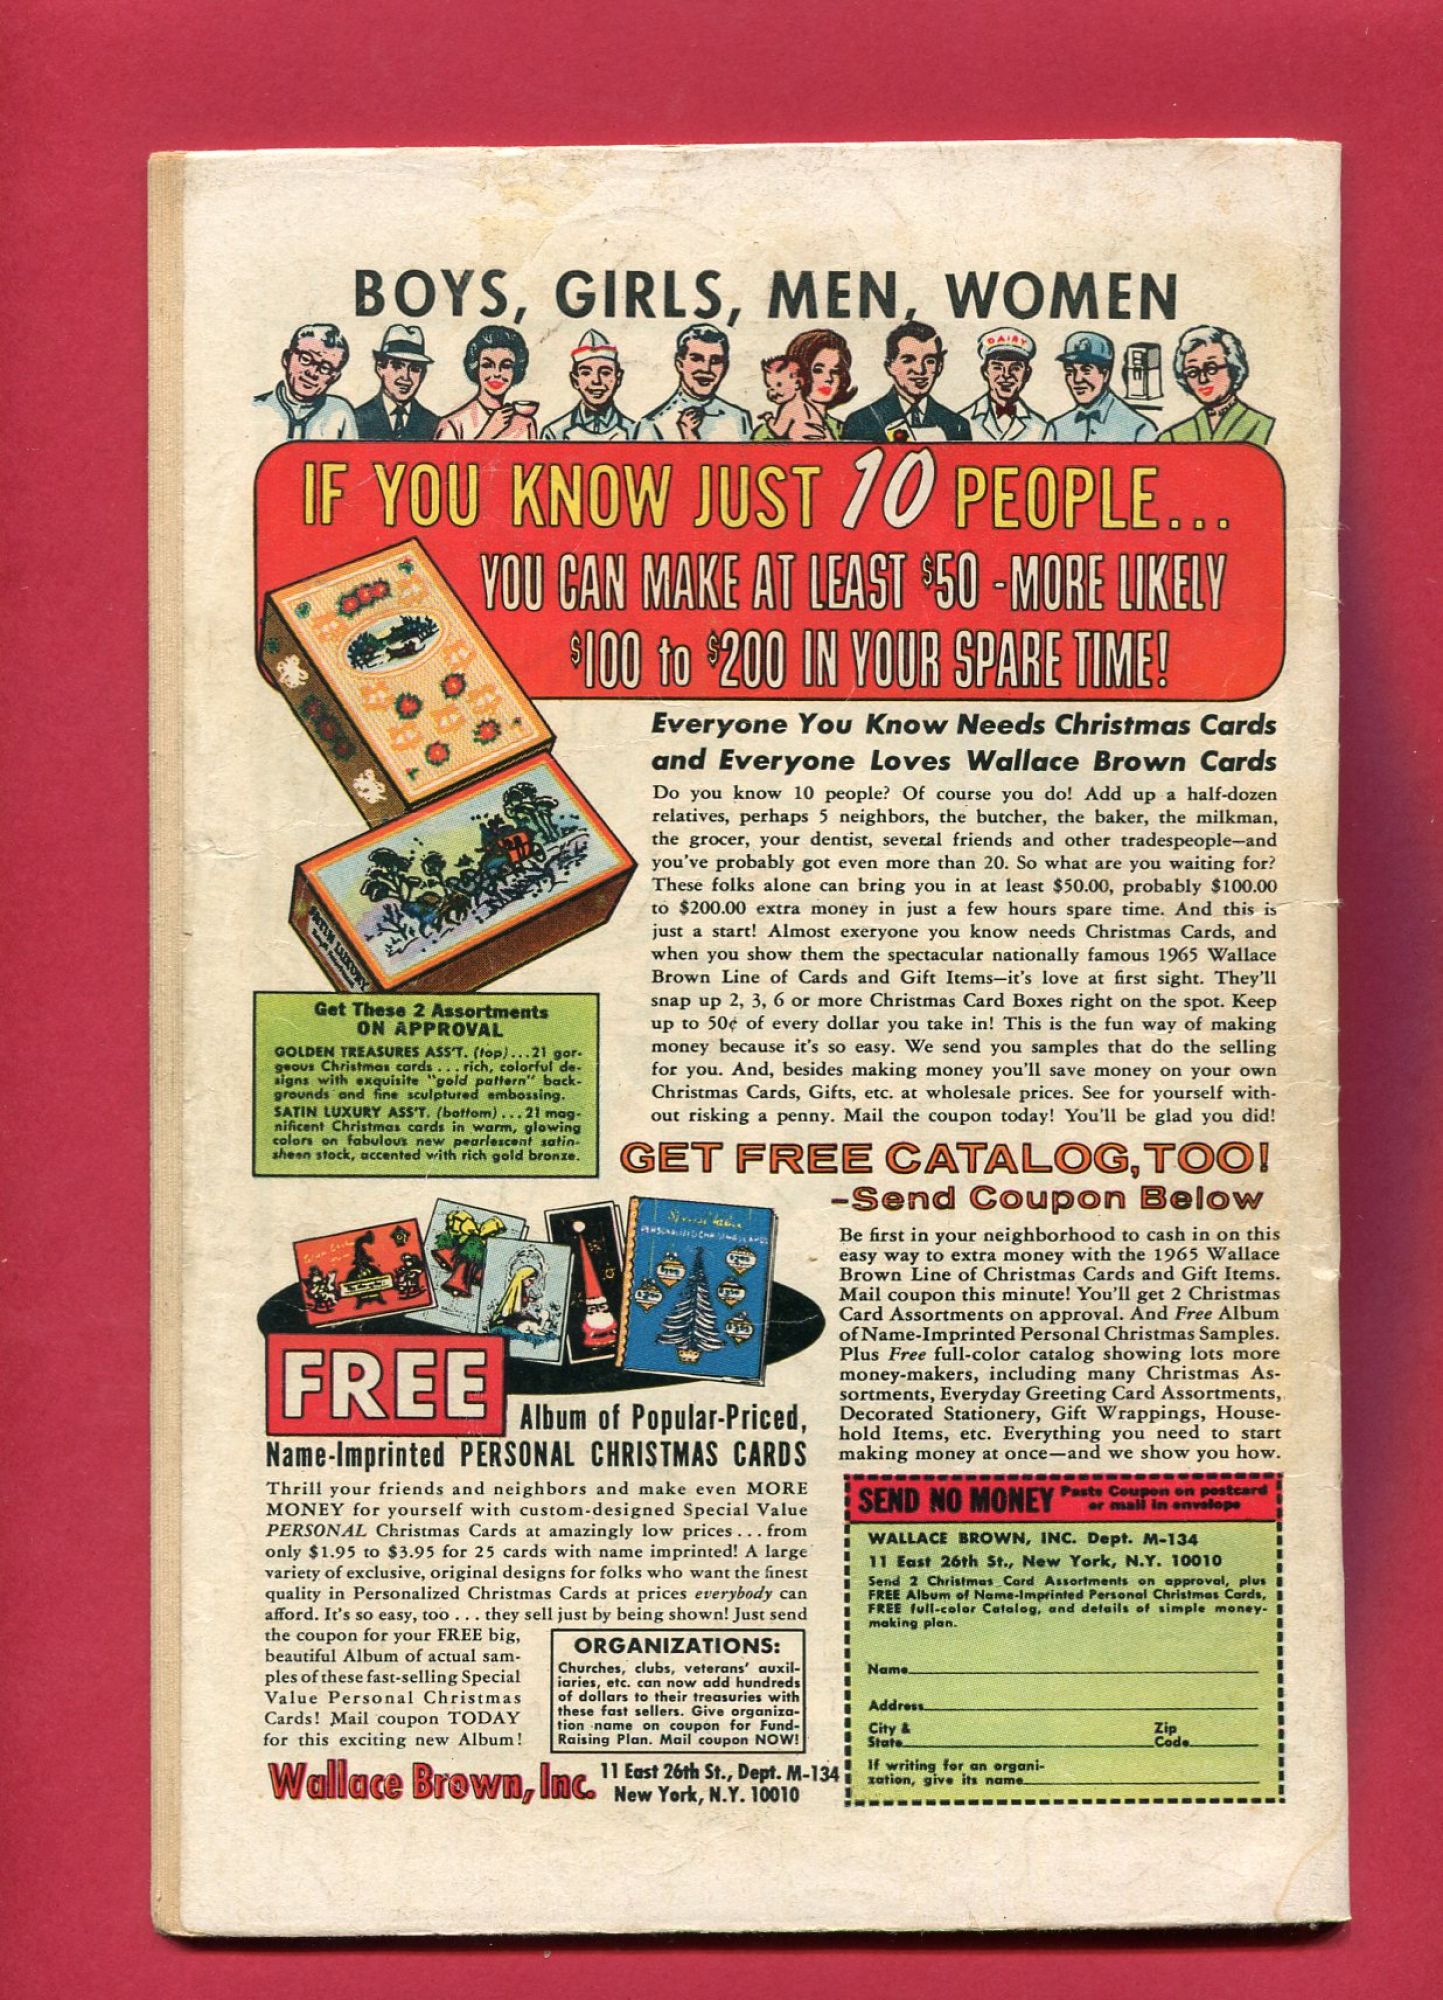 BOYS, GIRLS, MEN, WOMEN
DAIRY
IF YOU KNOW JUST 10 PEOPLE...
YOU CAN MAKE AT LEAST $50 - MORE LIKELY
$100 to $200 IN YOUR SPARE TIME!
Everyone You Know Needs Christmas Cards
and Everyone Loves Wallace Brown Cards
Do you know 10 people? Of course you do! Add up a half-dozen
relatives, perhaps 5 neighbors, the butcher, the baker, the milkman,
the grocer, your dentist, several friends and other tradespeople—and
you've probably got even more than 20. So what are you waiting for?
These folks alone can bring you in at least $50.00, probably $100.00
to $200.00 extra money in just a few hours spare time. And this is
just a start! Almost exeryone you know needs Christmas Cards, and
when you show them the spectacular nationally famous 1965 Wallace
Brown Line of Cards and Gift Items—it's love at first sight. They'll
snap up 2, 3, 6 or more Christmas Card Boxes right on the spot. Keep
up to 50¢ of every dollar you take in! This is the fun way of making
money because it's so easy. We send you samples that do the selling
for you. And, besides making money you'll save money on your own
Christmas Cards, Gifts, etc. at wholesale prices. See for yourself with-
out risking a penny. Mail the coupon today! You'll be glad you did!
SATIN LUXURY
Get These 2 Assortments
ON APPROVAL
GOLDEN TREASURES ASS'T. (top)...21 gor-
geous Christmas cards...rich, colorful de-
signs with exquisite "gold pattern" back-
grounds and fine sculptured embossing.
SATIN LUXURY ASS'T. (bottom)...21 mag-
nificent Christmas cards in warm, glowing
colors on fabulous new pearlescent satin-
sheen stock, accented with rich gold bronze.
GET FREE CATALOG, TOO!
-Send Coupon Below
Be first in your neighborhood to cash in on this
easy way to extra money with the 1965 Wallace
Brown Line of Christmas Cards and Gift Items.
Mail coupon this minute! You'll get 2 Christmas
Card Assortments on approval. And Free Album
of Name-Imprinted Personal Christmas Samples.
Plus Free full-color catalog showing lots more
money-makers, including many Christmas As-
sortments, Everyday Greeting Card Assortments,
Decorated Stationery, Gift Wrappings, House-
hold Items, etc. Everything you need to start
making money at once—and we show you how.
Special Value
PERSONALIZED CHRISTMAS CARDS
FREE
Album of Popular-Priced,
Name-Imprinted PERSONAL CHRISTMAS CARDS
Thrill your friends and neighbors and make even MORE
MONEY for yourself with custom-designed Special Value
PERSONAL Christmas Cards at amazingly low prices...from
only $1.95 to $3.95 for 25 cards with name imprinted! A large
variety of exclusive, original designs for folks who want the finest
quality in Personalized Christmas Cards at prices everybody can
afford. It's so easy, too . . . they sell just by being shown! Just send
the coupon for your FREE big,
beautiful Album of actual sam-
ples of these fast-selling Special
Value Personal Christmas
Cards! Mail coupon TODAY
for this exciting new Album!
ORGANIZATIONS:
Churches, clubs, veterans' auxil-
iaries, etc. can now add hundreds
of dollars to their treasuries with
these fast sellers. Give organiza-
tion name on coupon for Fund-
Raising Plan. Mail coupon NOW!
Wallace Brown, Inc. 11 East 26th St., Dept. M-134
New York, N.Y. 10010
SEND NO MONEY Paste Coupon on postcard
or mail in envelope
WALLACE BROWN, INC. Dept. M-134
11 East 26th St., New York, N.Y. 10010
Send 2 Christmas Card Assortments on approval, plus
FREE Album of Name-Imprinted Personal Christmas Cards,
FREE full-color Catalog, and details of simple money-
making plan.
Name
Address
City &
State
Zip
Code
If writing for an organi-
zation, give its name